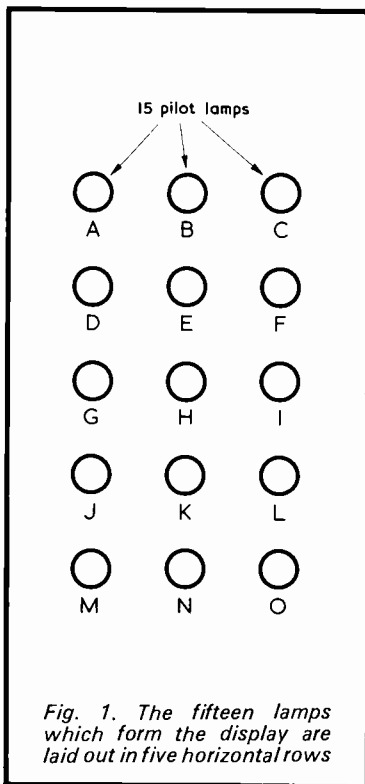 15 pilot lamps
A B C
D E F
G H I
J K L
M N O
Fig. 1. The fifteen lamps
which form the display are
laid out in five horizontal rows